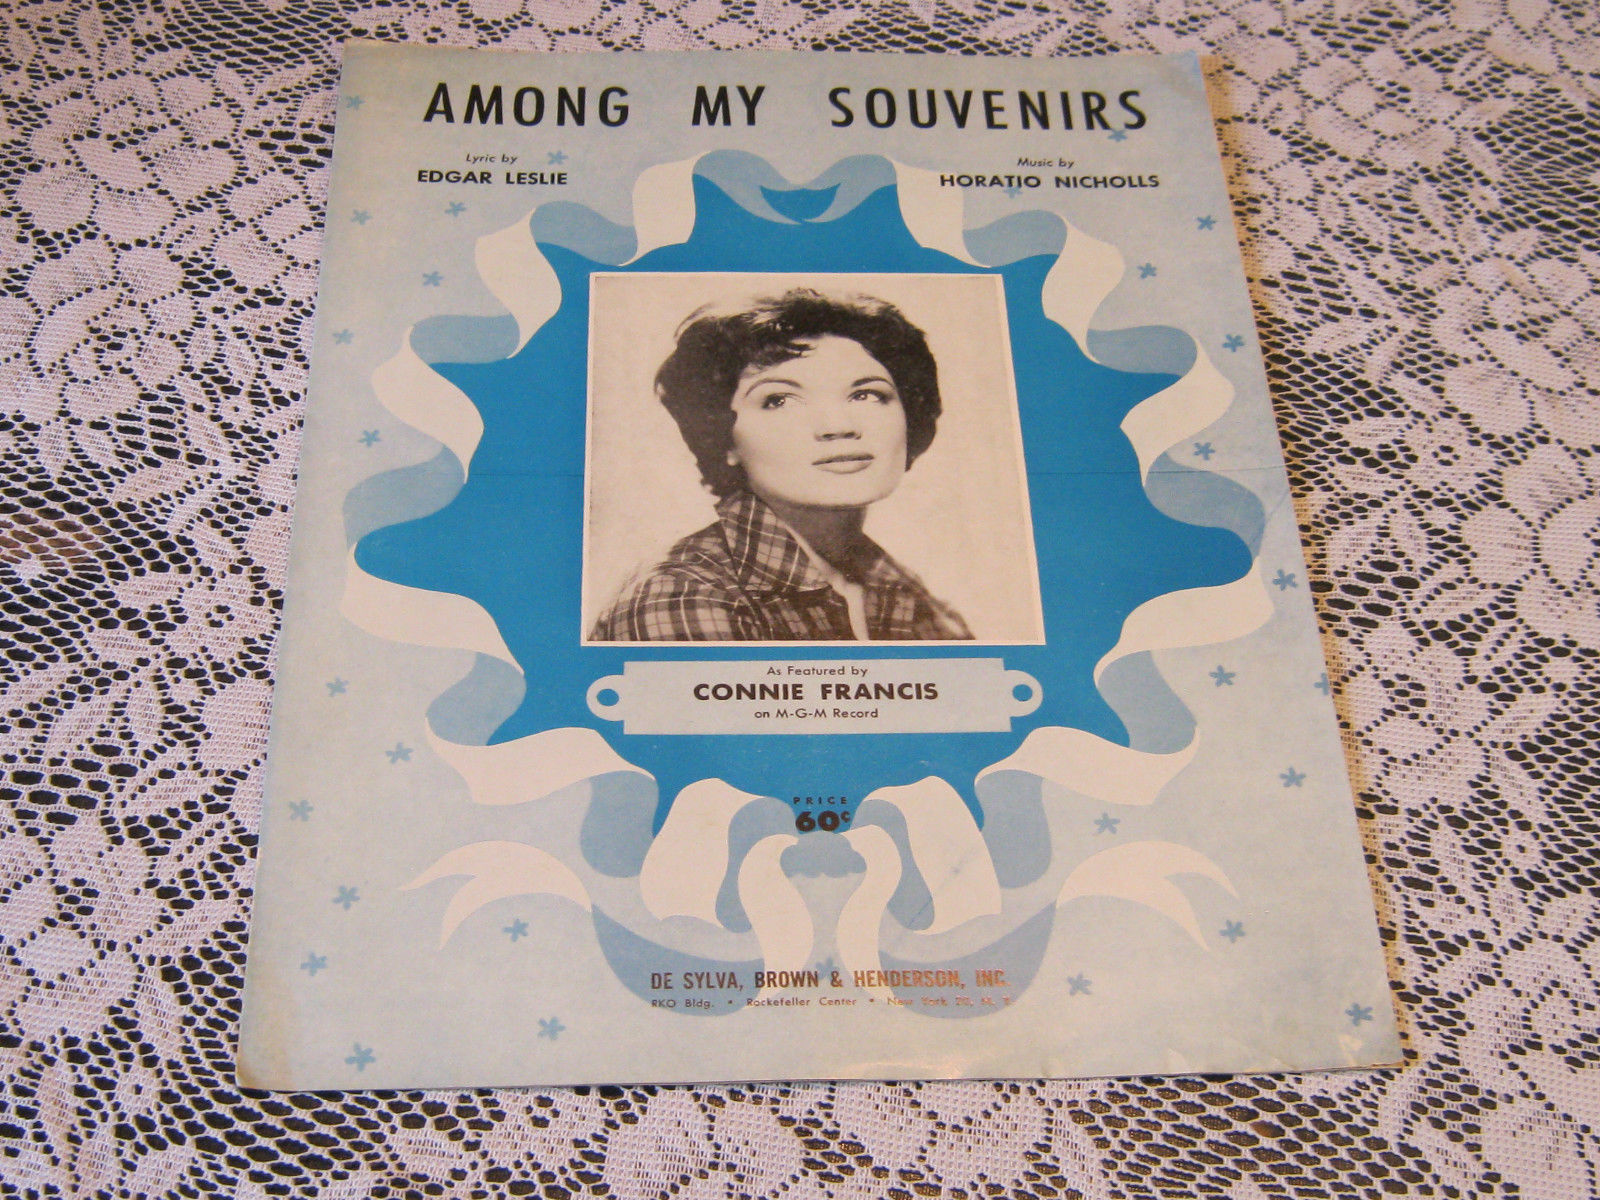 AMONG MY SOUVENIRS
Lyric by
EDGAR LESLIE
Music by
HORATIO NICHOLLS
As Featured by
CONNIE FRANCIS
on M-G-M Record
PRICE
60¢
DE SYLVA, BROWN & HENDERSON, INC.
RKO Bldg. • Rockefeller Center • New York 20, N. Y.